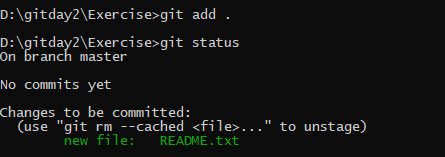 D:\gitday2\Exercise>git add .
D:\gitday2\Exercise>git status
On branch master
No commits yet
Changes to be committed:
  (use "git rm --cached <file>..." to unstage)
        new file:   README.txt